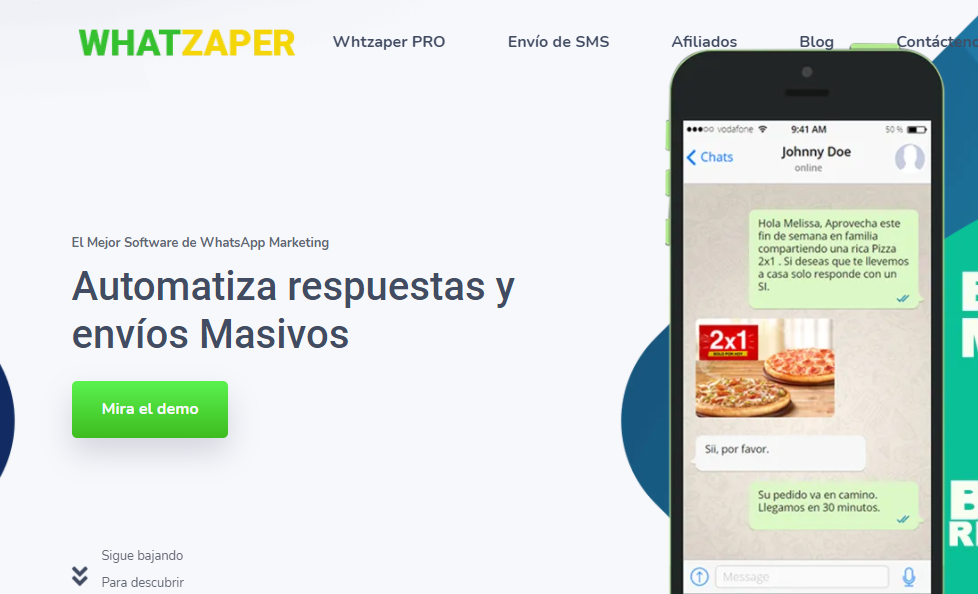 WHATZAPER
Whtzaper PRO
Envío de SMS
Afiliados
Blog
vodafone
9:41 AM
50 %
Chats
Johnny Doe
online
El Mejor Software de WhatsApp Marketing
Automatiza respuestas y
envíos Masivos
Mira el demo
Sigue bajando
Para descubrir
Hola Melissa, Aprovecha este
fin de semana en familia
compartiendo una rica Pizza
2x1 . Si deseas que te llevemos
a casa solo responde con un
SI.
2x1
SOLO POR HOY
Sii, por favor.
Su pedido va en camino.
Llegamos en 30 minutos.
Message